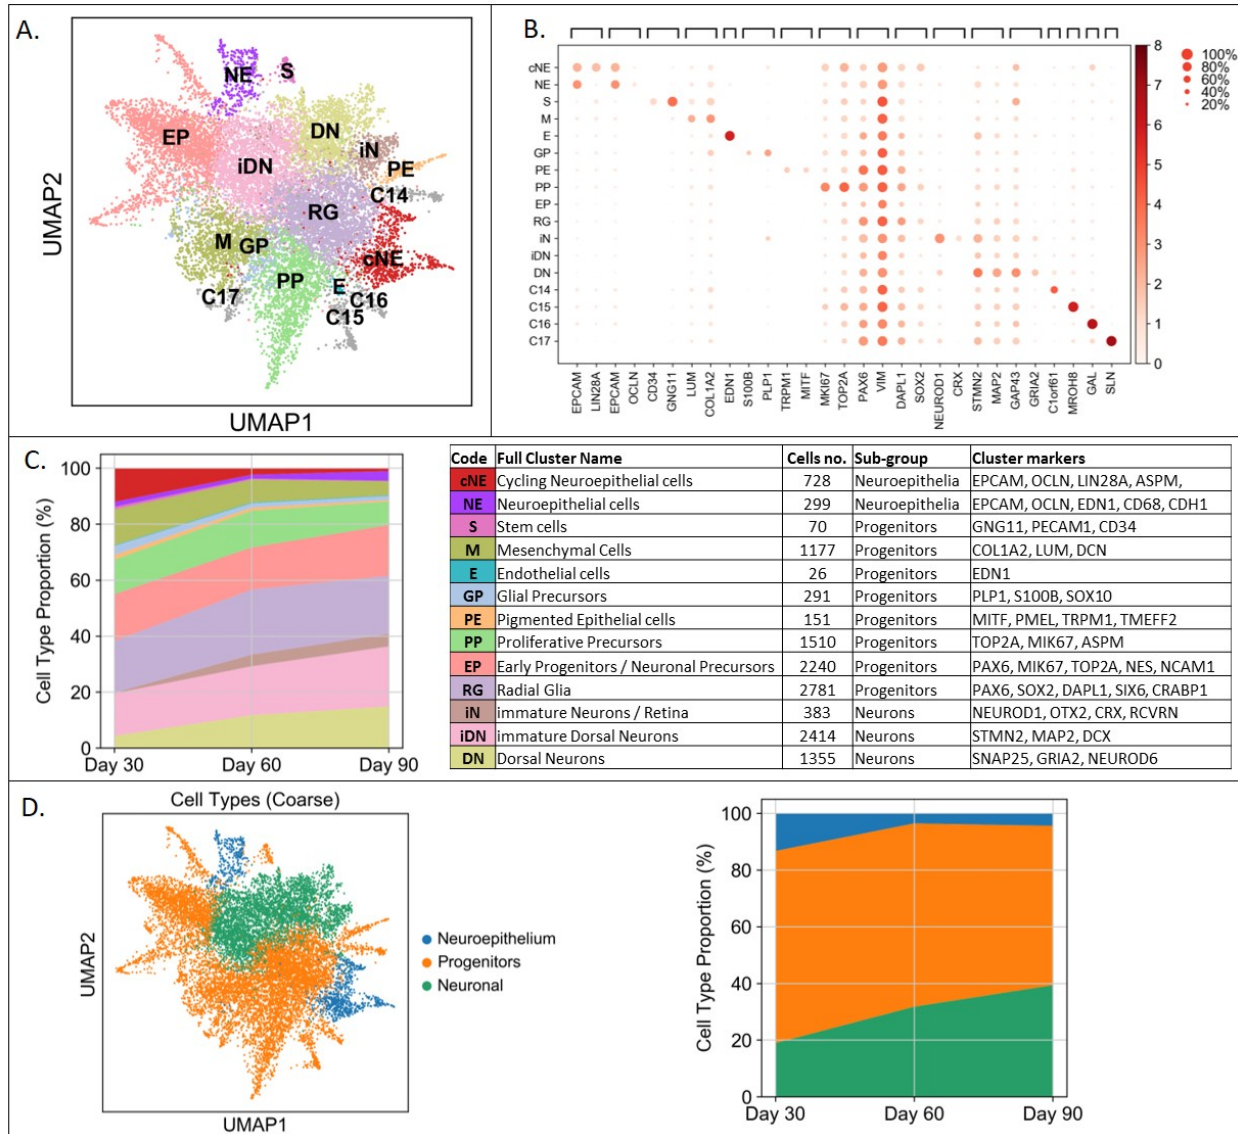 A.
NE
S
EP
DN
iN
iDN
PE
C14
RG
M
GP
cNE
PP
E
C17
C16
C15
UMAP2
UMAP1
B.
cNE
NE
S
M
E
GP
PE
PP
EP
RG
iN
iDN
DN
C14
C15
C16
C17
EPCAM
LIN28A
EPCAM
OCLN
CD34
GNG11
LUM
COL1A2
EDN1
S100B
PLP1
TRPM1
MITF
MKI67
TOP2A
PAX6
VIM
DAPL1
SOX2
NEUROD1
CRX
STMN2
MAP2
GAP43
GRIA2
C1orf61
MROH8
GAL
SLN
8
7
6
5
4
3
2
1
0
100%
80%
60%
40%
20%
C.
Cell Type Proportion (%)
100
80
60
40
20
0
Day 30 Day 60 Day 90
Code Full Cluster Name Cells no. Sub-group Cluster markers
cNE Cycling Neuroepithelial cells 728 Neuroepithelia EPCAM, OCLN, LIN28A, ASPM,
NE Neuroepithelial cells 299 Neuroepithelia EPCAM, OCLN, EDN1, CD68, CDH1
S Stem cells 70 Progenitors GNG11, PECAM1, CD34
M Mesenchymal Cells 1177 Progenitors COL1A2, LUM, DCN
E Endothelial cells 26 Progenitors EDN1
GP Glial Precursors 291 Progenitors PLP1, S100B, SOX10
PE Pigmented Epithelial cells 151 Progenitors MITF, PMEL, TRPM1, TMEFF2
PP Proliferative Precursors 1510 Progenitors TOP2A, MIK67, ASPM
EP Early Progenitors / Neuronal Precursors 2240 Progenitors PAX6, MIK67, TOP2A, NES, NCAM1
RG Radial Glia 2781 Progenitors PAX6, SOX2, DAPL1, SIX6, CRABP1
iN immature Neurons / Retina 383 Neurons NEUROD1, OTX2, CRX, RCVRN
iDN immature Dorsal Neurons 2414 Neurons STMN2, MAP2, DCX
DN Dorsal Neurons 1355 Neurons SNAP25, GRIA2, NEUROD6
D.
Cell Types (Coarse)
UMAP2
UMAP1
Neuroepithelium
Progenitors
Neuronal
Cell Type Proportion (%)
100
80
60
40
20
0
Day 30 Day 60 Day 90